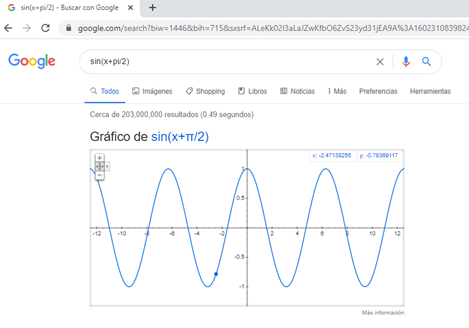 sin(x+pi/2) - Buscar con Google
google.com/search?biw=1446&bih=715&sxsrf=ALeKk02I3aLaJZwKfbO6ZvS23yd31jEA9A%3A1602310839824
Google
sin(x+pi/2)
Todos Imágenes Shopping Libros Noticias Más Preferencias Herramientas
Cerca de 203,000,000 resultados (0.49 segundos)
Gráfico de sin(x+π/2)
x: -2.47138255 y: -0.78369117
1
0.5
-12 -10 -8 -6 -4 -2 2 4 6 8 10 12
-0.5
-1
Más información